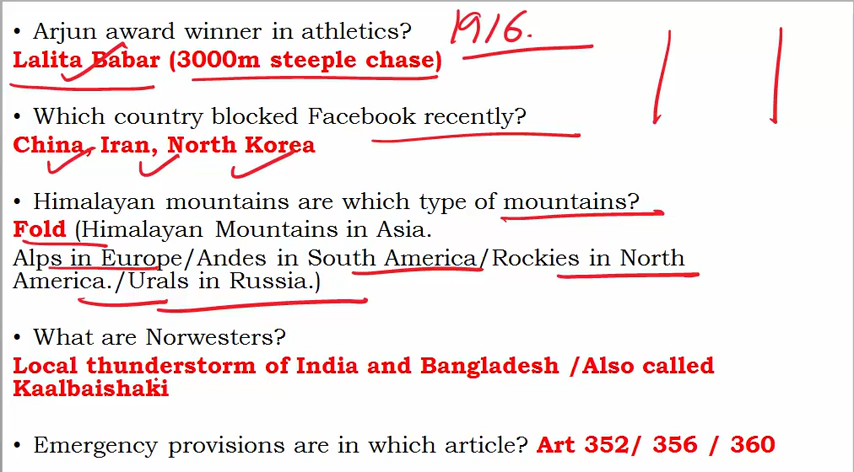 • Arjun award winner in athletics?
1916.
Lalita Babar (3000m steeple chase)
• Which country blocked Facebook recently?
China, Iran, North Korea
• Himalayan mountains are which type of mountains?
Fold (Himalayan Mountains in Asia.
Alps in Europe/Andes in South America/Rockies in North
America./Urals in Russia.)
• What are Norwesters?
Local thunderstorm of India and Bangladesh /Also called
Kaalbaishaki
• Emergency provisions are in which article? Art 352/ 356 / 360